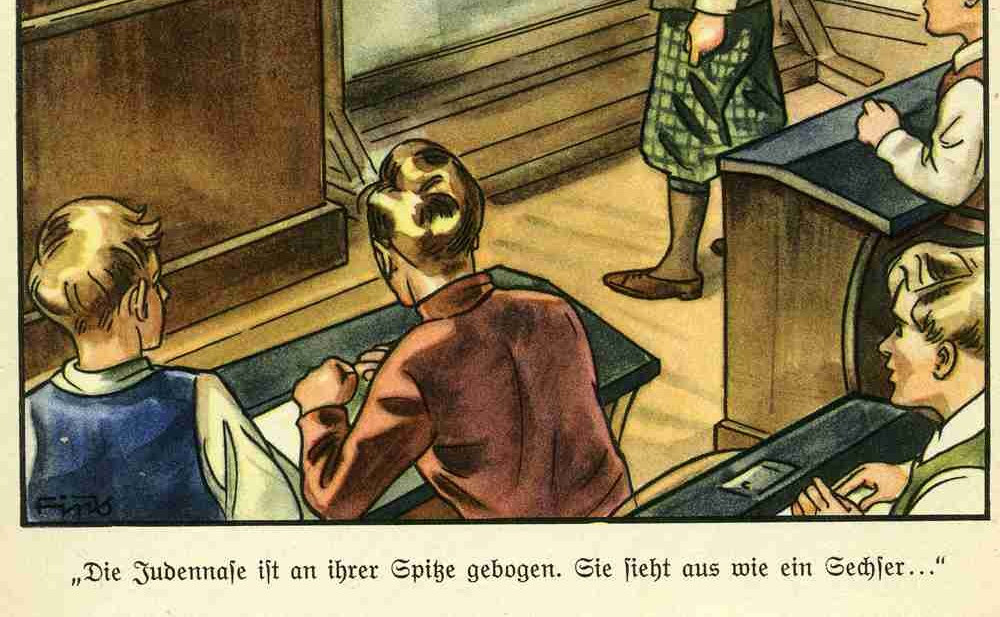 Fips
„Die Judennase ist an ihrer Spitze gebogen. Sie sieht aus wie ein Sechser...“